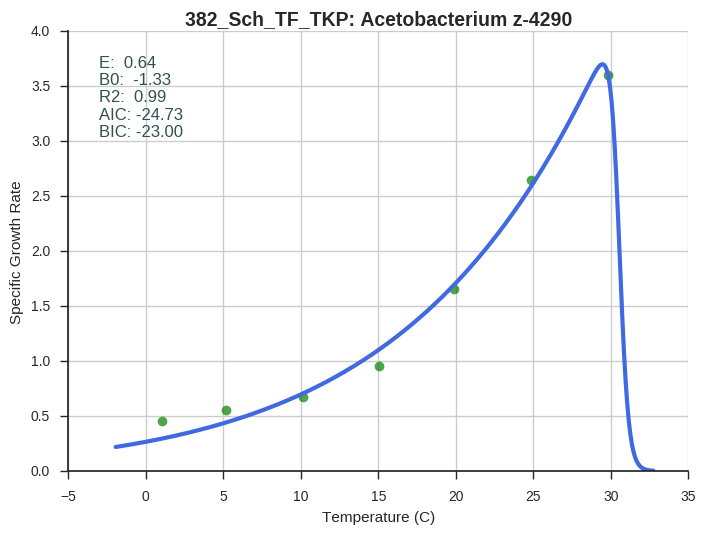 382_Sch_TF_TKP: Acetobacterium z-4290
E: 0.64
B0: -1.33
R2: 0.99
AIC: -24.73
BIC: -23.00
Specific Growth Rate
4.0
3.5
3.0
2.5
2.0
1.5
1.0
0.5
0.0
−5 0 5 10 15 20 25 30 35
Temperature (C)